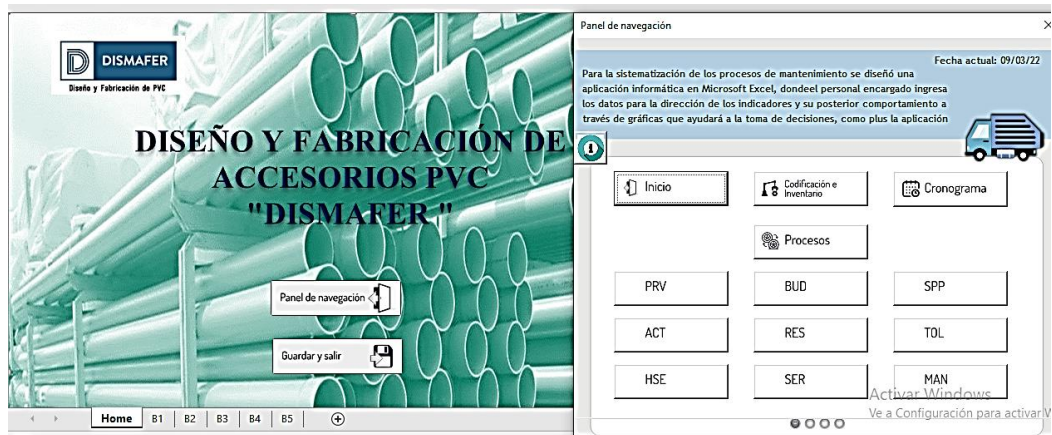 DISMAFER
Diseño y Fabricación de PVC
DISEÑO Y FABRICACIÓN DE
ACCESORIOS PVC
"DISMAFER "
Panel de navegación
Guardar y salir
Home B1 B2 B3 B4 B5
Panel de navegación
Fecha actual: 09/03/22
Para la sistematización de los procesos de mantenimiento se diseñó una
aplicación informática en Microsoft Excel, dondeel personal encargado ingresa
los datos para la dirección de los indicadores y su posterior comportamiento a
través de gráficas que ayudará a la toma de decisiones, como plus la aplicación
Inicio
Codificación e
Inventario
Cronograma
Procesos
PRV BUD SPP
ACT RES TOL
HSE SER MAN
Activar Windows
Ve a Configuración para activar W